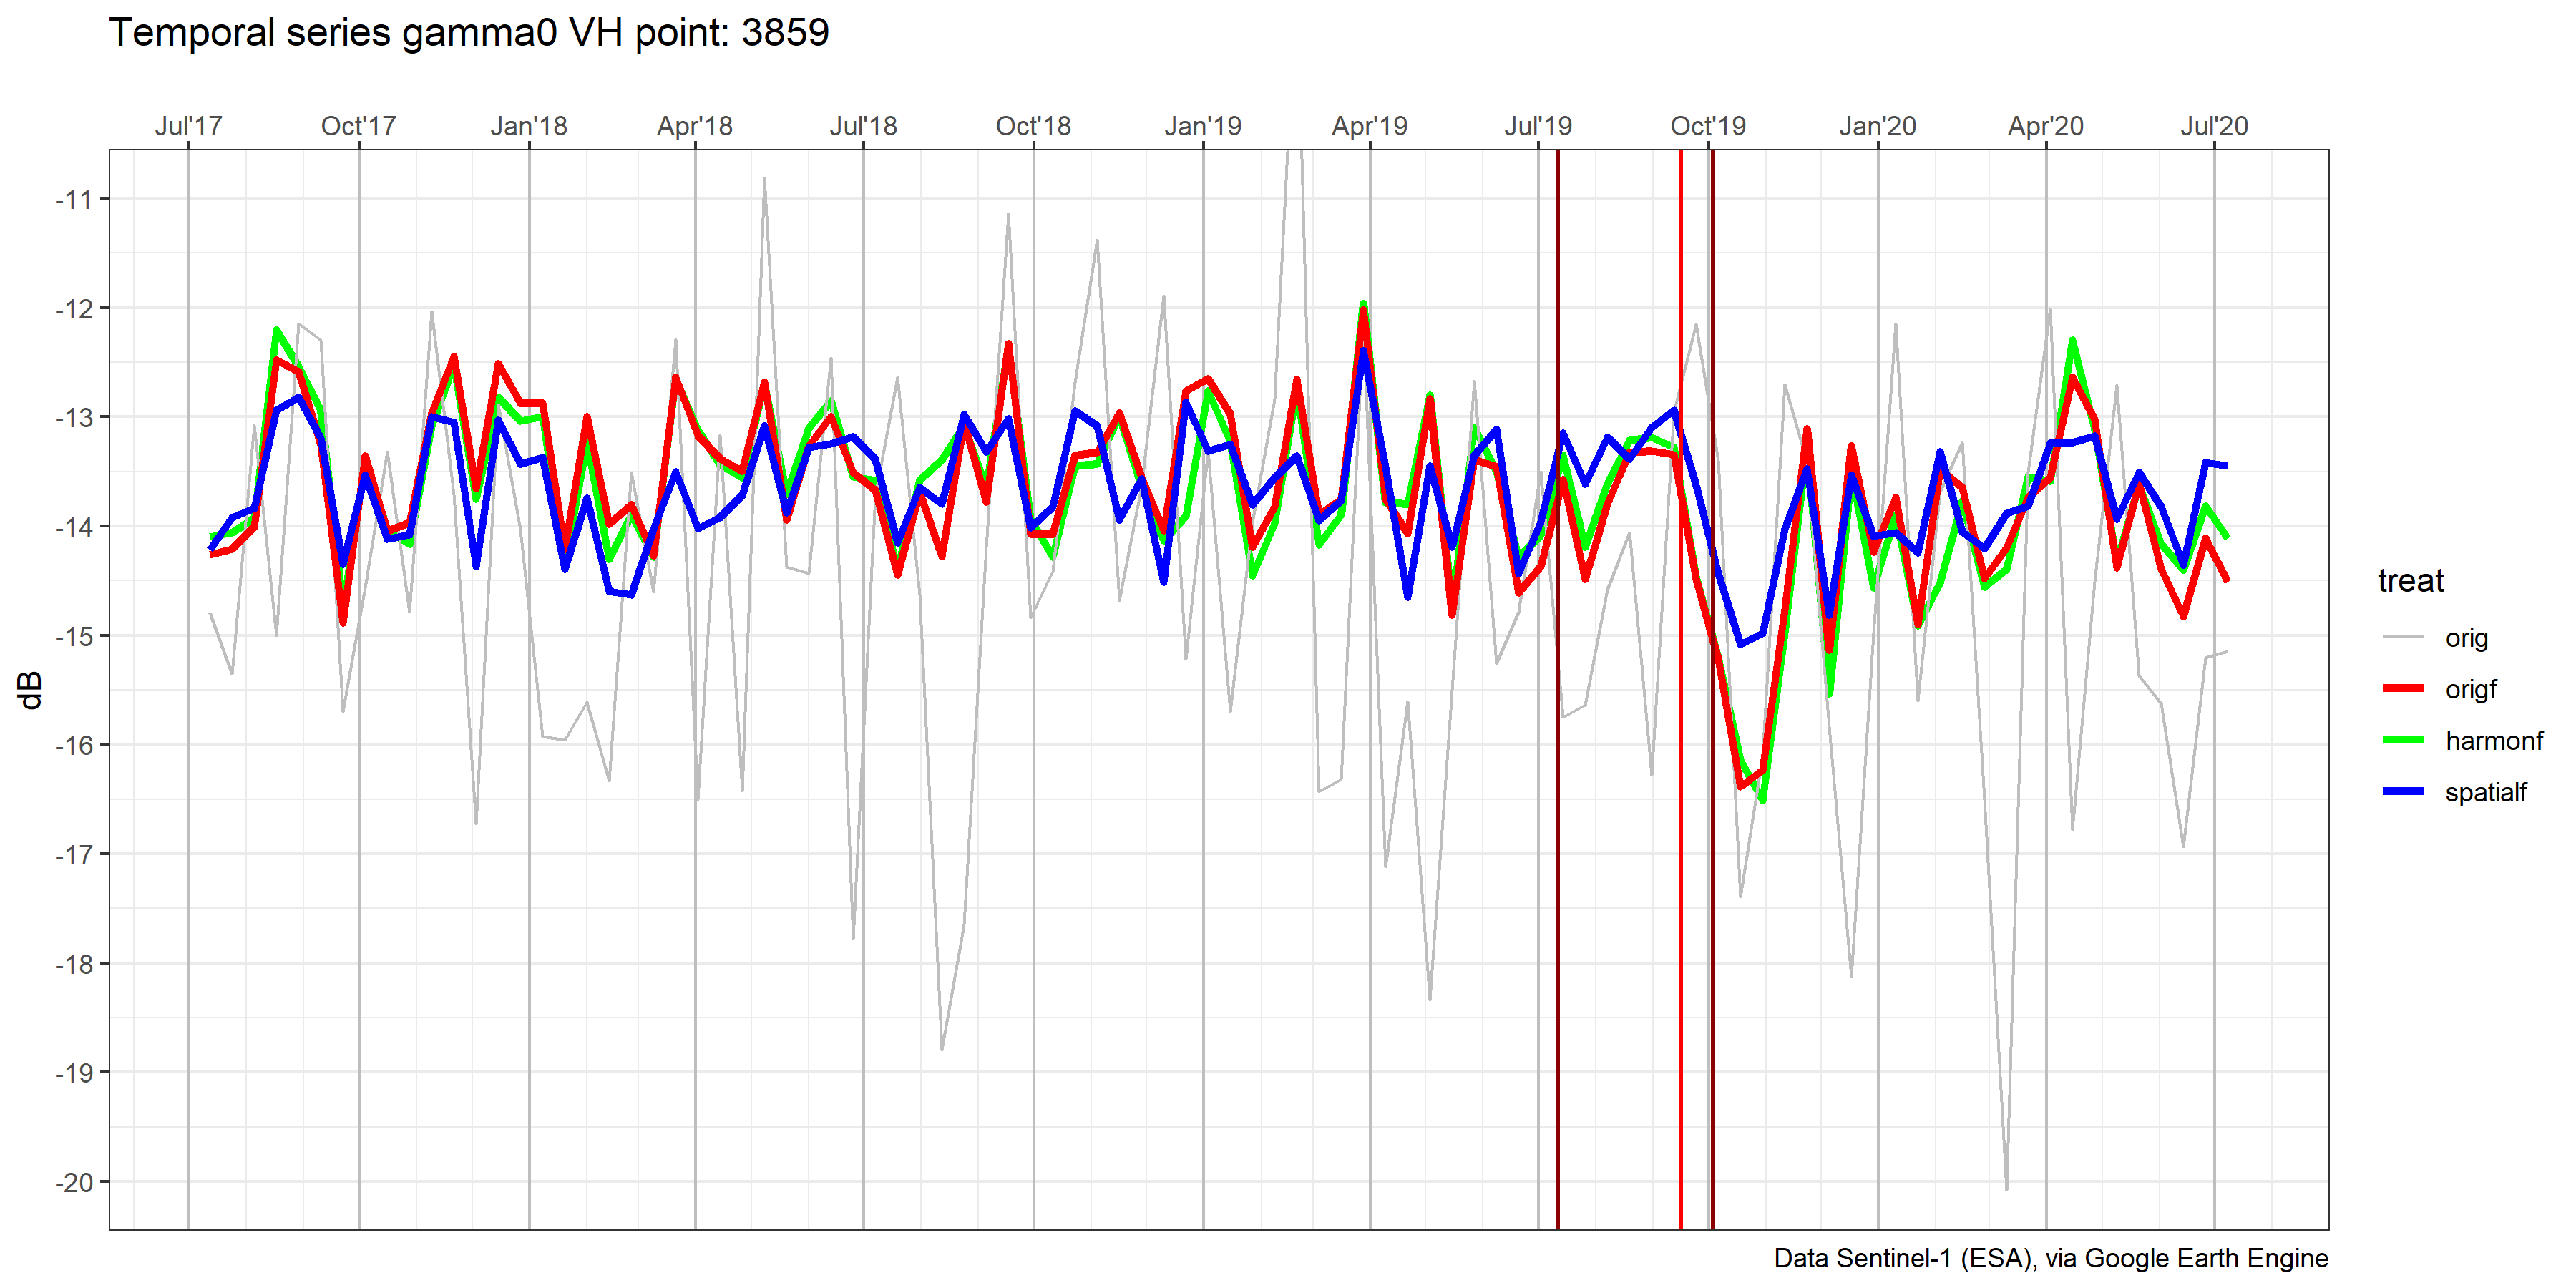 Temporal series gamma0 VH point: 3859
Jul'17 Oct'17 Jan'18 Apr'18 Jul'18 Oct'18 Jan'19 Apr'19 Jul'19 Oct'19 Jan'20 Apr'20 Jul'20
-11
-12
-13
-14
-15
-16
-17
-18
-19
-20
dB
treat
orig
origf
harmonf
spatialf
Data Sentinel-1 (ESA), via Google Earth Engine